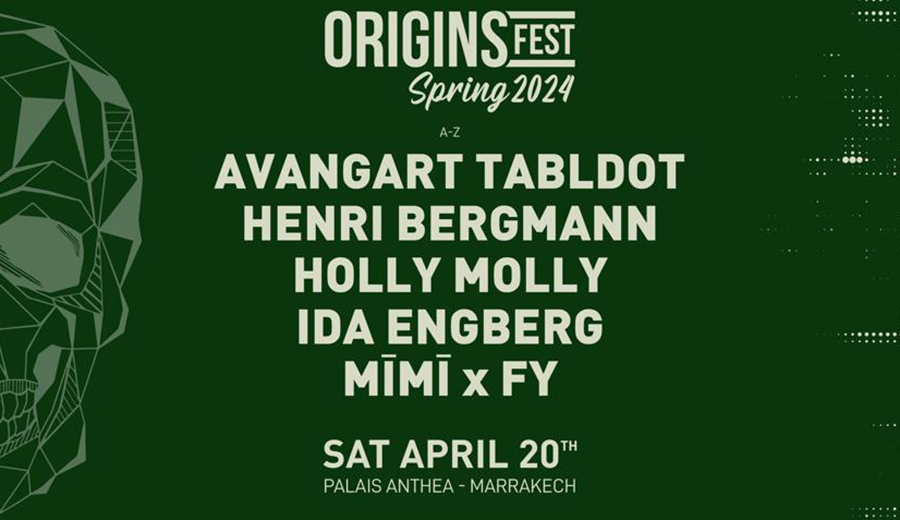 ORIGINS FEST
Spring 2024
A-Z
AVANGART TABLDOT
HENRI BERGMANN
HOLLY MOLLY
IDA ENGBERG
MĪMĪ x FY
SAT APRIL 20TH
PALAIS ANTHEA - MARRAKECH